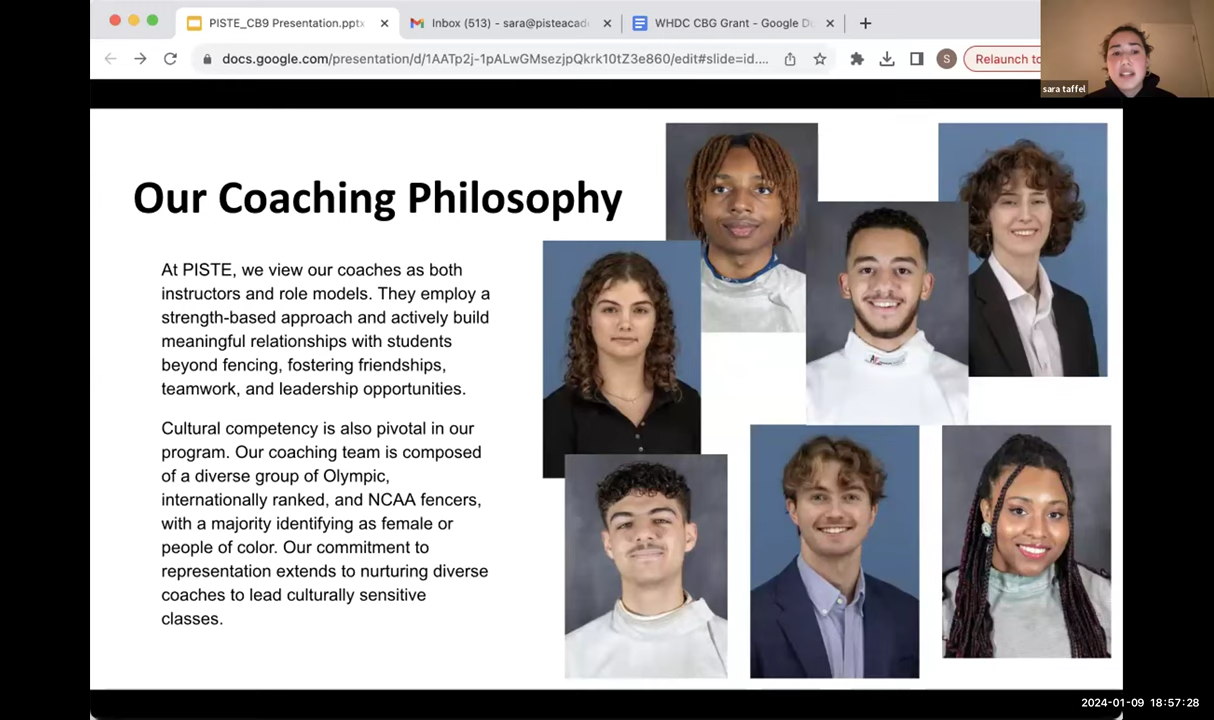 PISTE_CB9 Presentation.pptx
Inbox (513) - sara@pisteacad
WHDC CBG Grant - Google D
docs.google.com/presentation/d/1AATp2j-1pALwGMsezjpQkrk10tZ3e860/edit#slide=id....
S
Relaunch to
sara taffel
Our Coaching Philosophy
At PISTE, we view our coaches as both
instructors and role models. They employ a
strength-based approach and actively build
meaningful relationships with students
beyond fencing, fostering friendships,
teamwork, and leadership opportunities.
Cultural competency is also pivotal in our
program. Our coaching team is composed
of a diverse group of Olympic,
internationally ranked, and NCAA fencers,
with a majority identifying as female or
people of color. Our commitment to
representation extends to nurturing diverse
coaches to lead culturally sensitive
classes.
2024-01-09 18:57:28